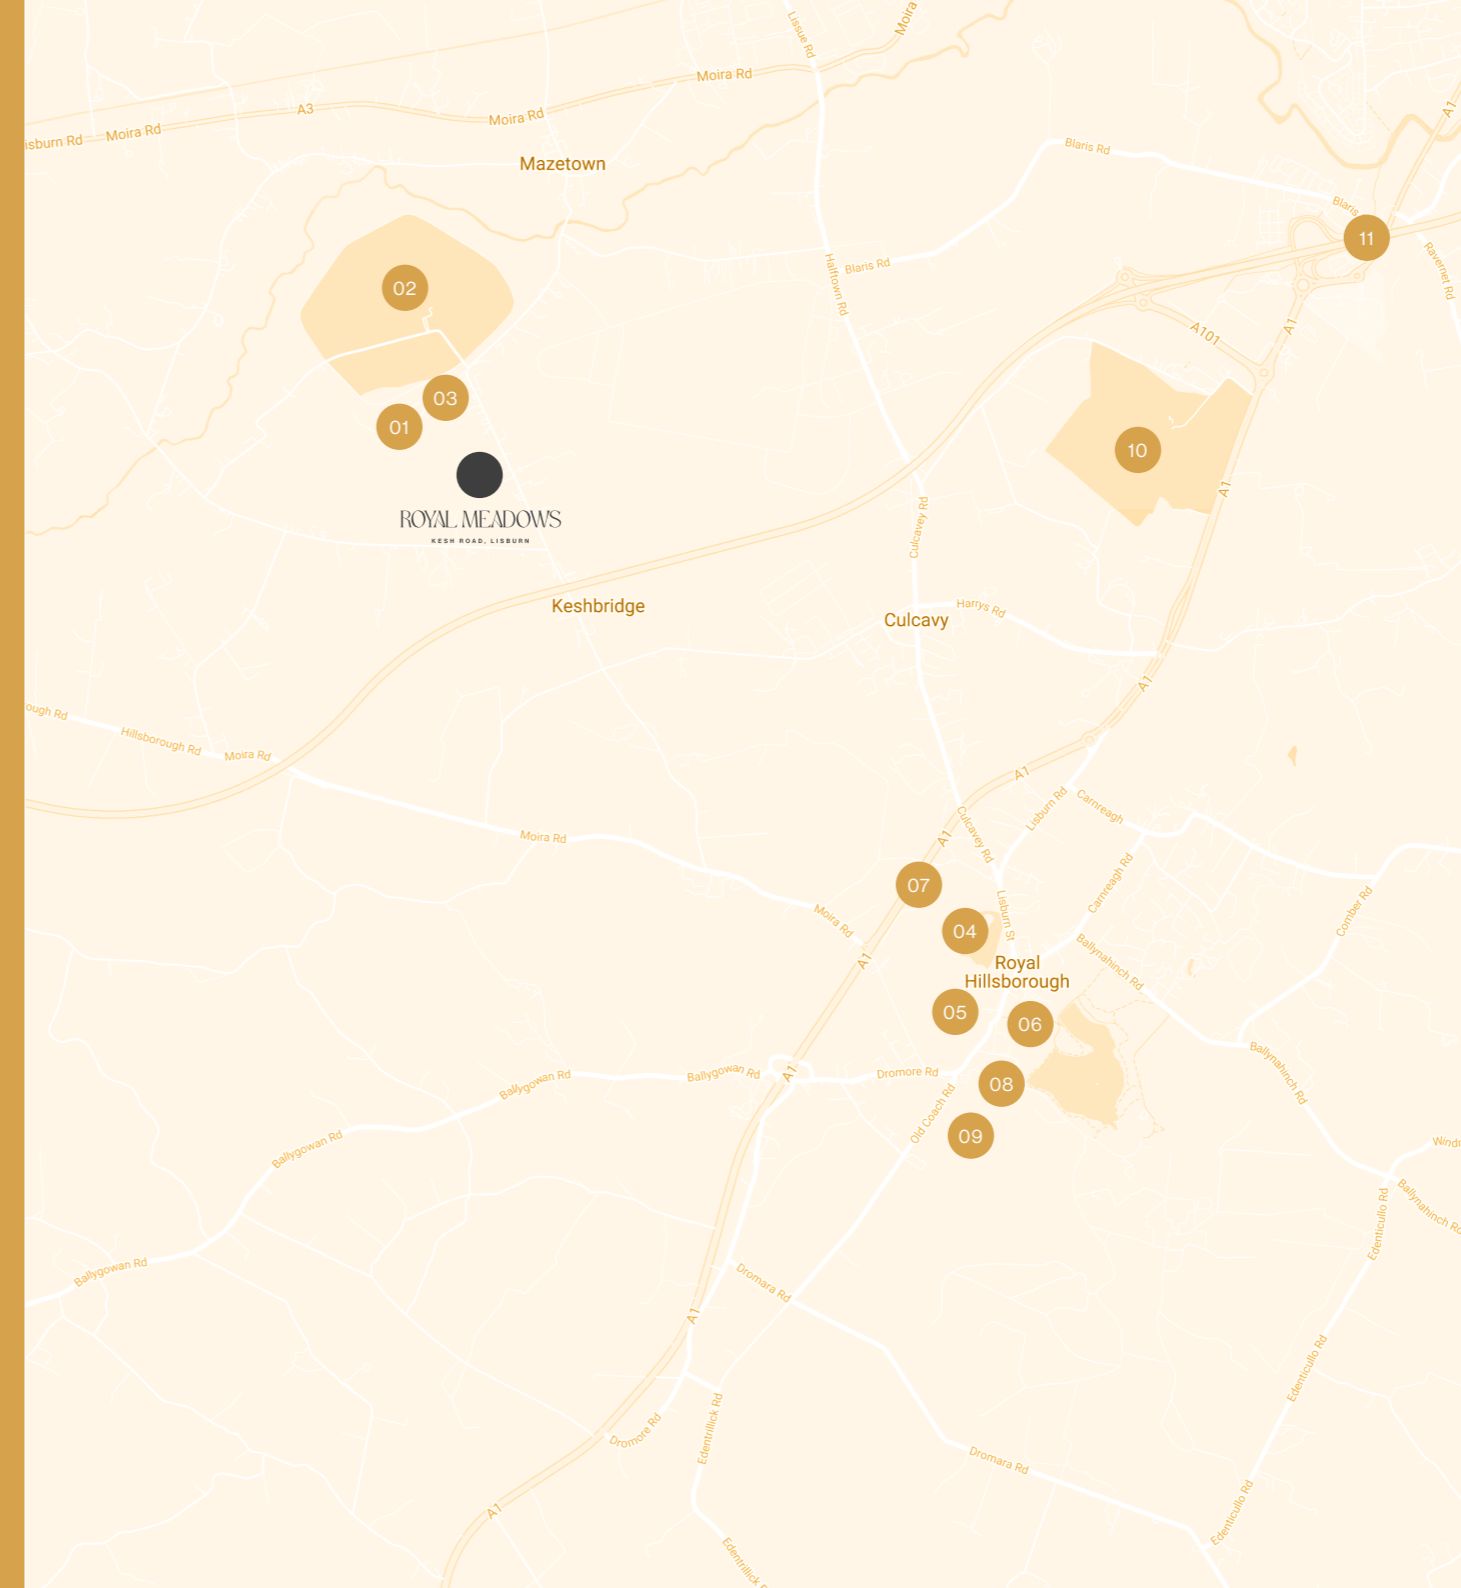 Lissue Rd
Moira
Moira Rd
A3
Moira Rd
Moira Rd
isburn Rd
A1
Mazetown
Blaris Rd
Blaris
11
Ravernet Rd
Blaris Rd
Halftown Rd
02
A101
A1
03
01
10
A1
ROYAL MEADOWS
KESH ROAD, LISBURN
Culcavey Rd
Keshbridge
Harrys Rd
Culcavy
A1
ough Rd
Hillsborough Rd
Moira Rd
A1
Lisburn Rd
Carnreagh
Culcavey Rd
A1
Moira Rd
07
Carnreagh Rd
Comber Rd
Lisburn St
Moira Rd
04
A1
Ballynahinch Rd
Royal
Hillsborough
05
06
Ballynahinch Rd
Ballygowan Rd
Ballygowan Rd
A1
Dromore Rd
08
Old Coach Rd
09
Ballygowan Rd
Wind
Ballynahinch Rd
Edenticullo Rd
Ballygowan Rd
Dromara Rd
A1
Edenticullo Rd
Edentrillick Rd
Dromore Rd
Dromara Rd
A1
Edenticullo Rd
Edentrillick R